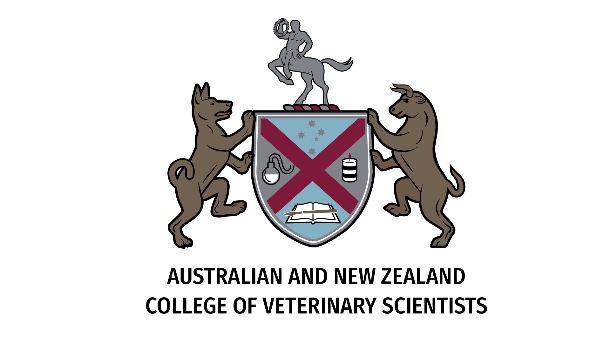 AUSTRALIAN AND NEW ZEALAND
COLLEGE OF VETERINARY SCIENTISTS